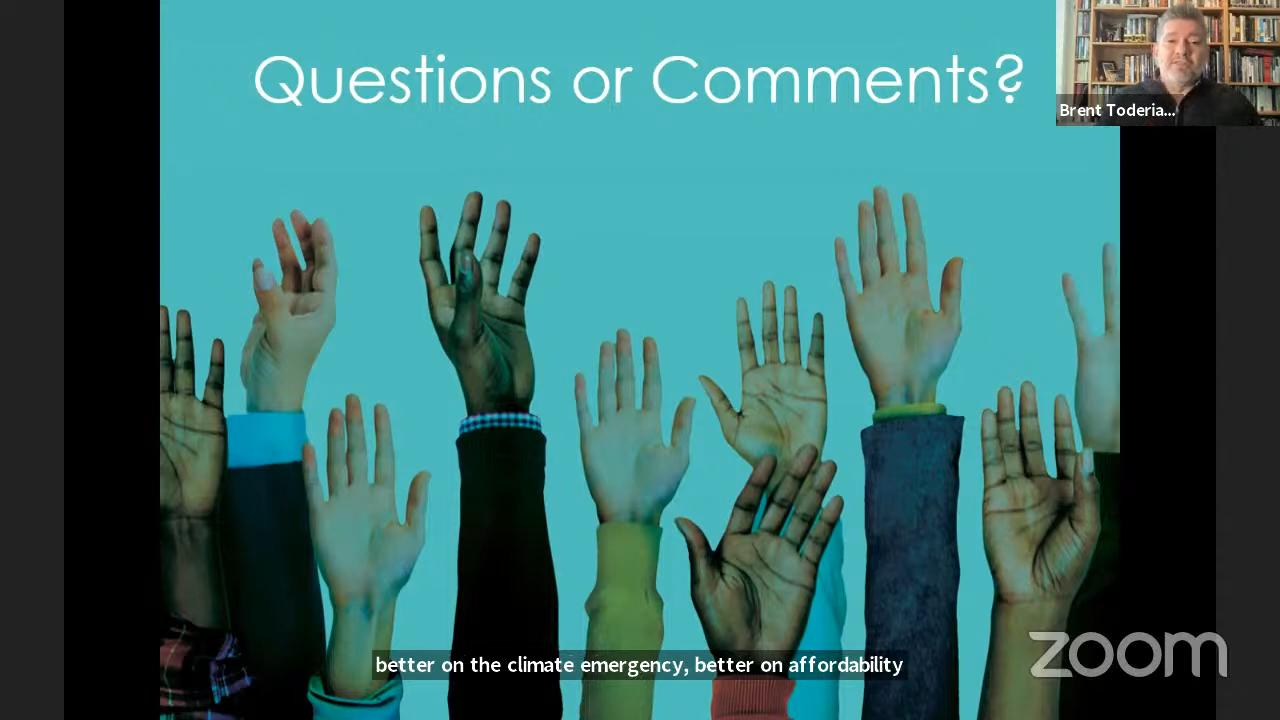 Questions or Comments?
Brent Toderia...
better on the climate emergency, better on affordability
zoom